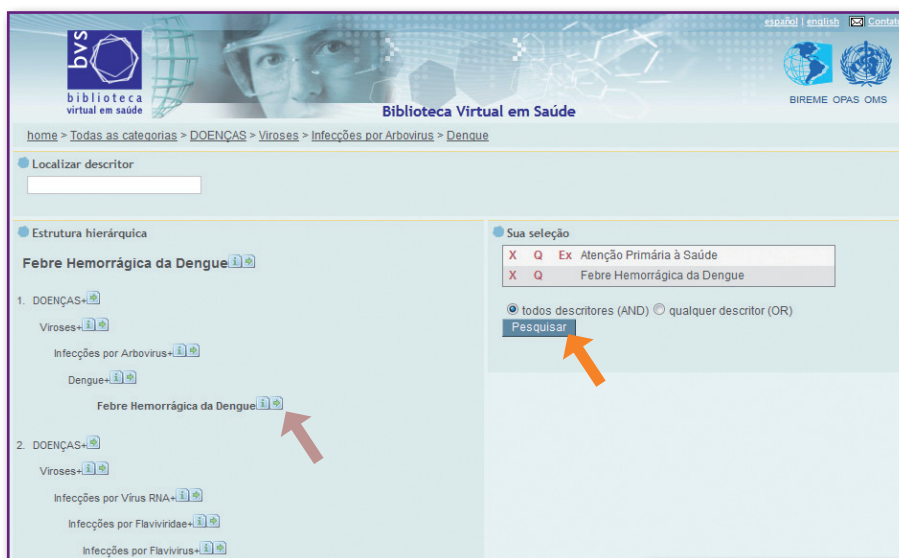 español | english Contato
bvs
biblioteca
virtual em saúde
Biblioteca Virtual em Saúde
BIREME OPAS OMS
home > Todas as categorias > DOENÇAS > Viroses > Infecções por Arbovirus > Dengue
Localizar descritor
Estrutura hierárquica
Febre Hemorrágica da Dengue
1. DOENÇAS+
Viroses+
Infecções por Arbovirus+
Dengue+
Febre Hemorrágica da Dengue
2. DOENÇAS+
Viroses+
Infecções por Vírus RNA+
Infecções por Flaviviridae+
Infecções por Flavivirus+
Sua seleção
X Q Ex Atenção Primária à Saúde
X Q Febre Hemorrágica da Dengue
todos descritores (AND) qualquer descritor (OR)
Pesquisar